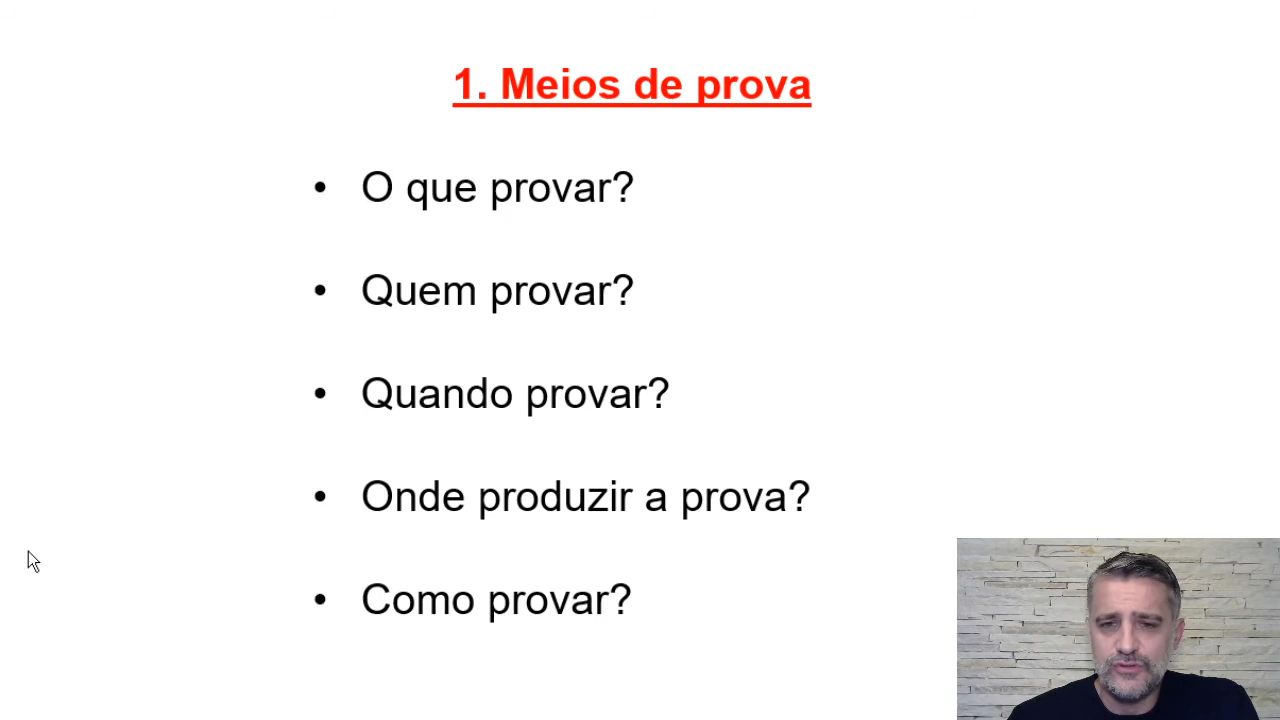 1. Meios de prova
• O que provar?
• Quem provar?
• Quando provar?
• Onde produzir a prova?
• Como provar?